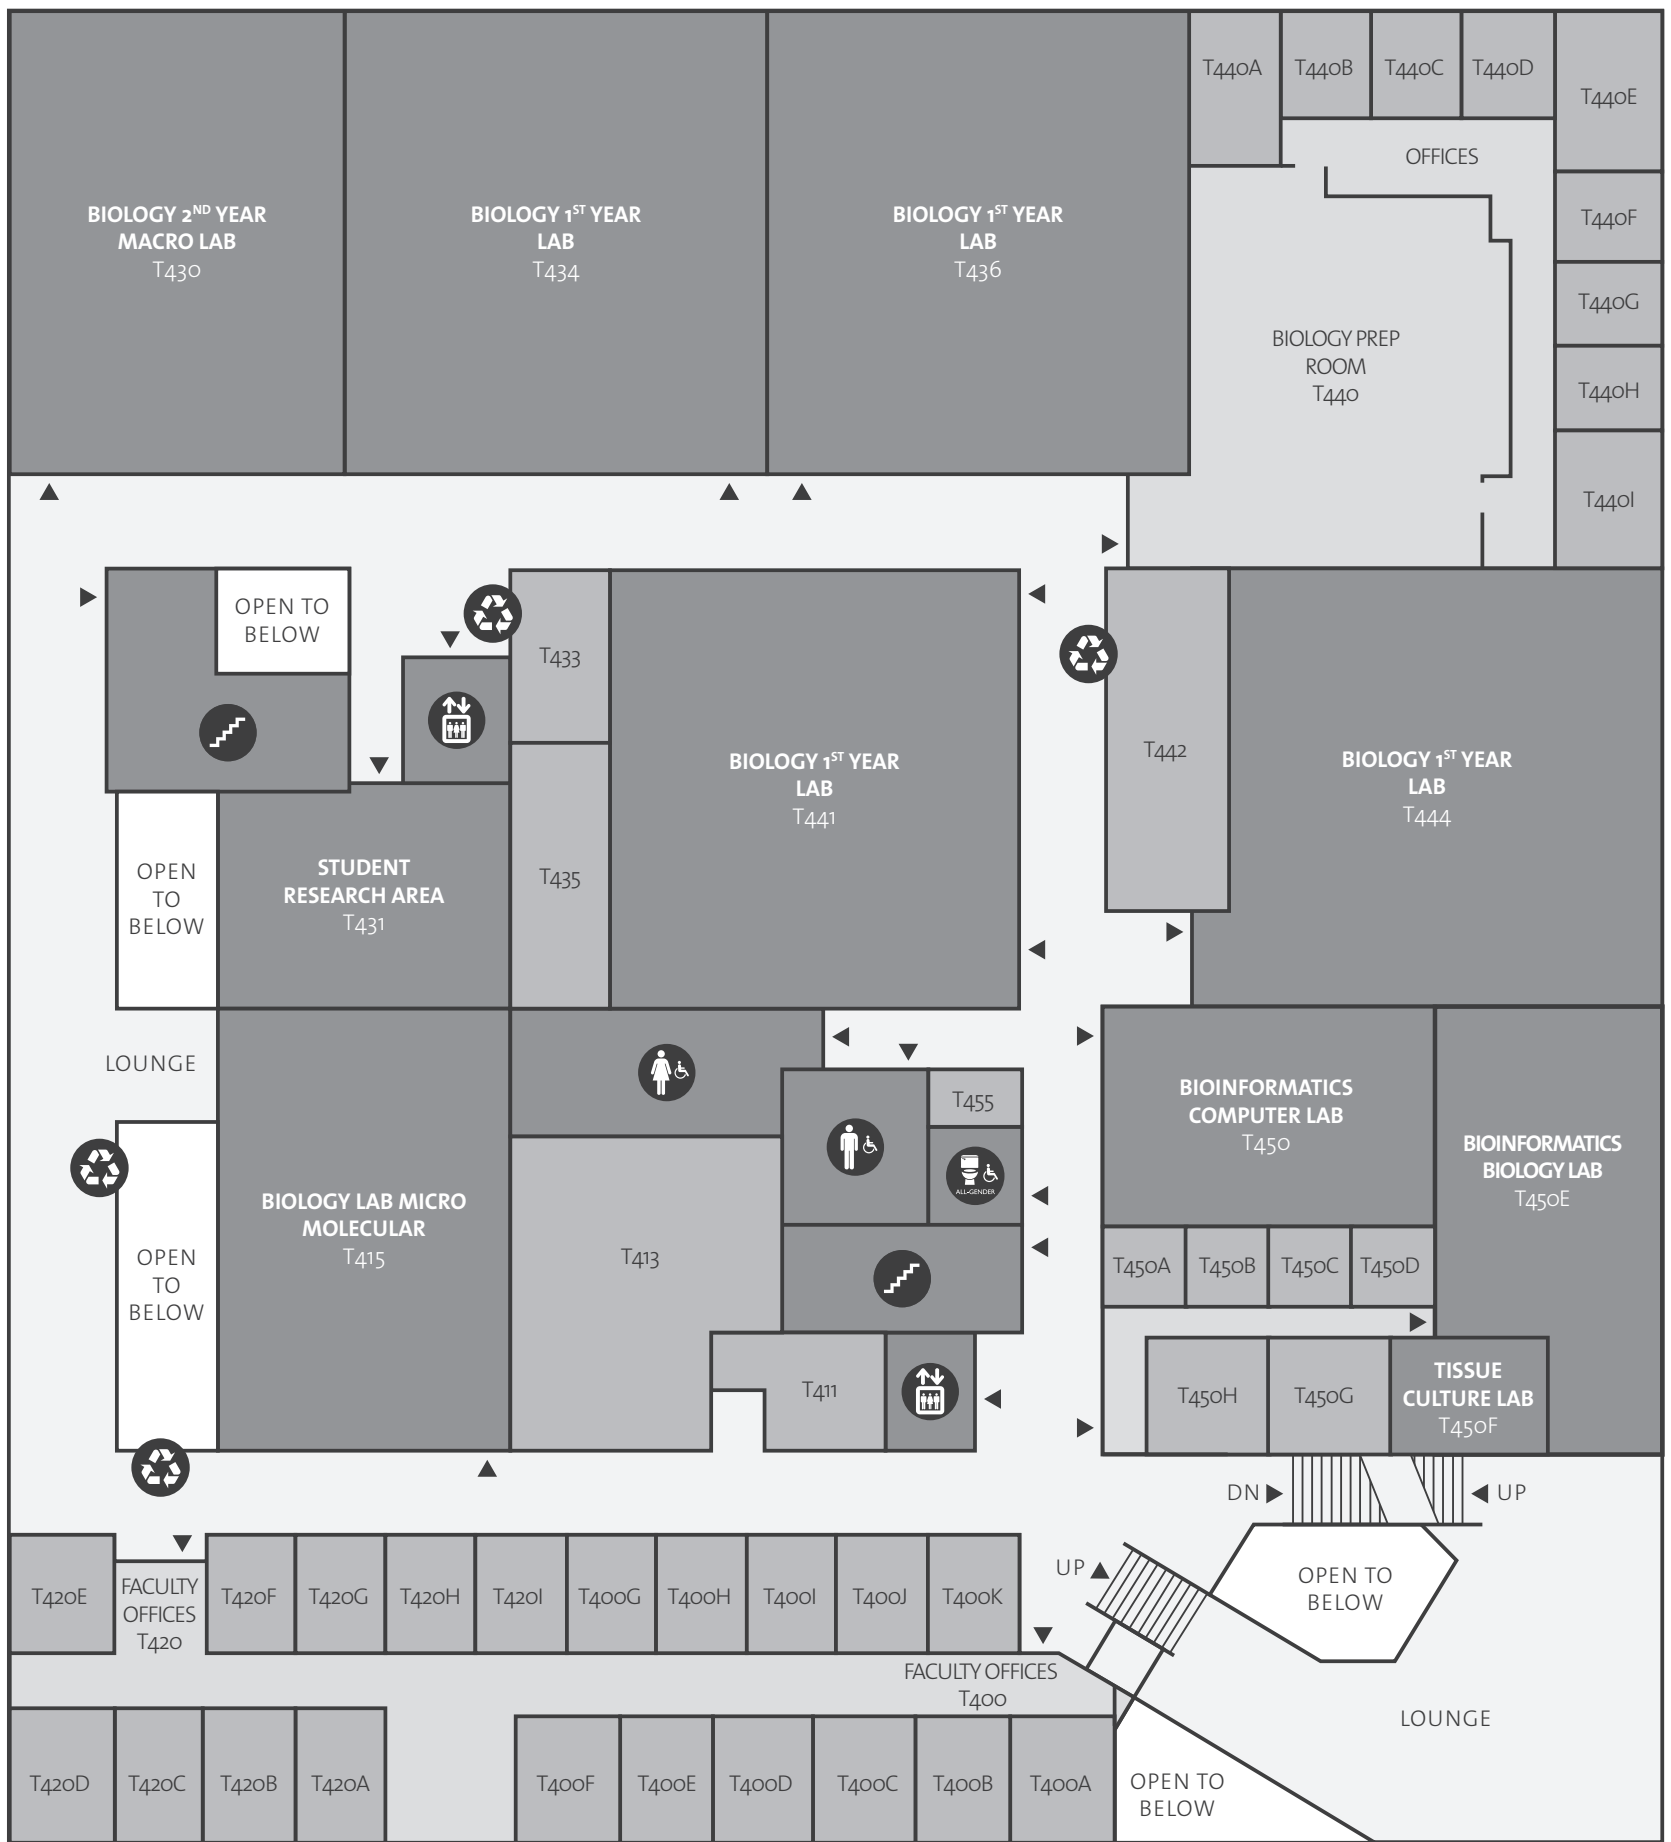 T440A
T440B
T440C
T440D
T440E
OFFICES
BIOLOGY 2ND YEAR
MACRO LAB
T430
BIOLOGY 1ST YEAR
LAB
T434
BIOLOGY 1ST YEAR
LAB
T436
T440F
T440G
BIOLOGY PREP
ROOM
T440
T440H
T440I
OPEN TO
BELOW
T433
T442
BIOLOGY 1ST YEAR
LAB
T441
BIOLOGY 1ST YEAR
LAB
T444
OPEN
TO
BELOW
STUDENT
RESEARCH AREA
T431
T435
LOUNGE
T455
BIOINFORMATICS
COMPUTER LAB
T450
BIOINFORMATICS
BIOLOGY LAB
T450E
ALL-GENDER
BIOLOGY LAB MICRO
MOLECULAR
T415
T413
OPEN
TO
BELOW
T450A
T450B
T450C
T450D
T411
T450H
T450G
TISSUE
CULTURE LAB
T450F
DN
UP
UP
OPEN TO
BELOW
T420E
FACULTY
OFFICES
T420
T420F
T420G
T420H
T420I
T400G
T400H
T400I
T400J
T400K
FACULTY OFFICES
T400
LOUNGE
T420D
T420C
T420B
T420A
T400F
T400E
T400D
T400C
T400B
T400A
OPEN TO
BELOW